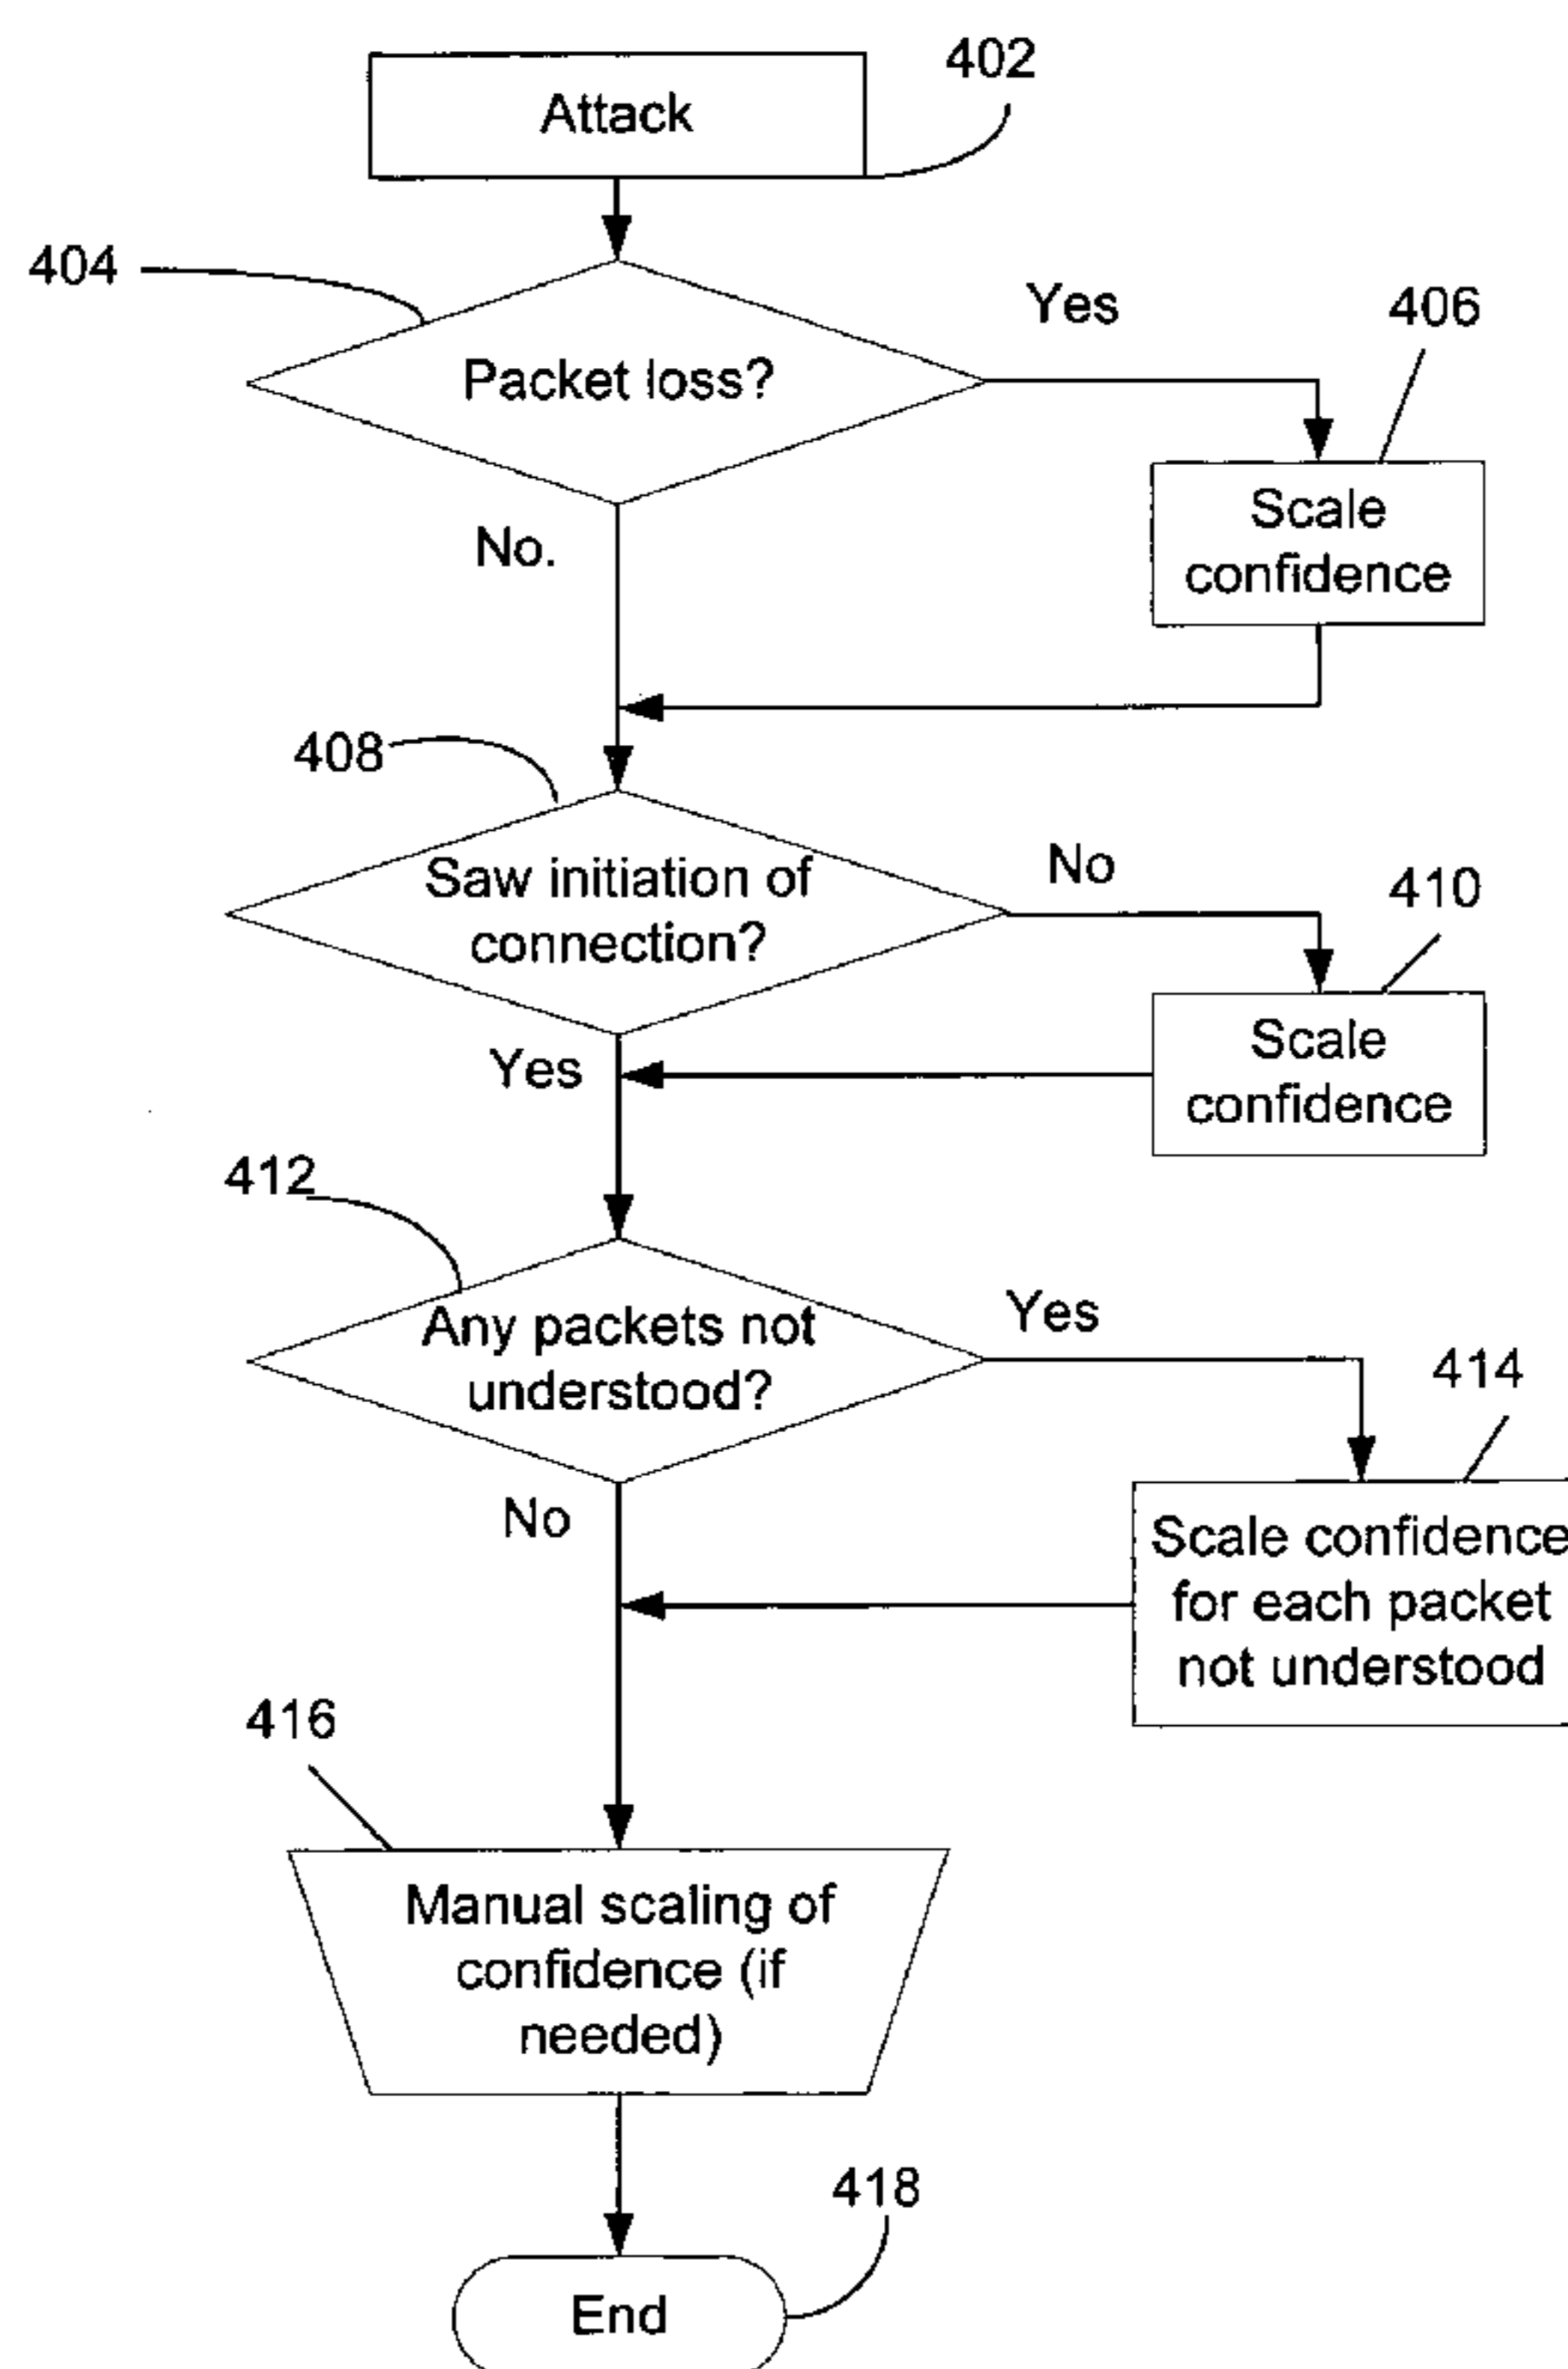 402
Attack
404
Yes
406
Packet loss?
Scale
confidence
No.
408
Saw initiation of
connection?
No
410
Scale
confidence
Yes
412
Any packets not
understood?
Yes
414
No
Scale confidence
for each packet
not understood
416
Manual scaling of
confidence (if
needed)
418
End